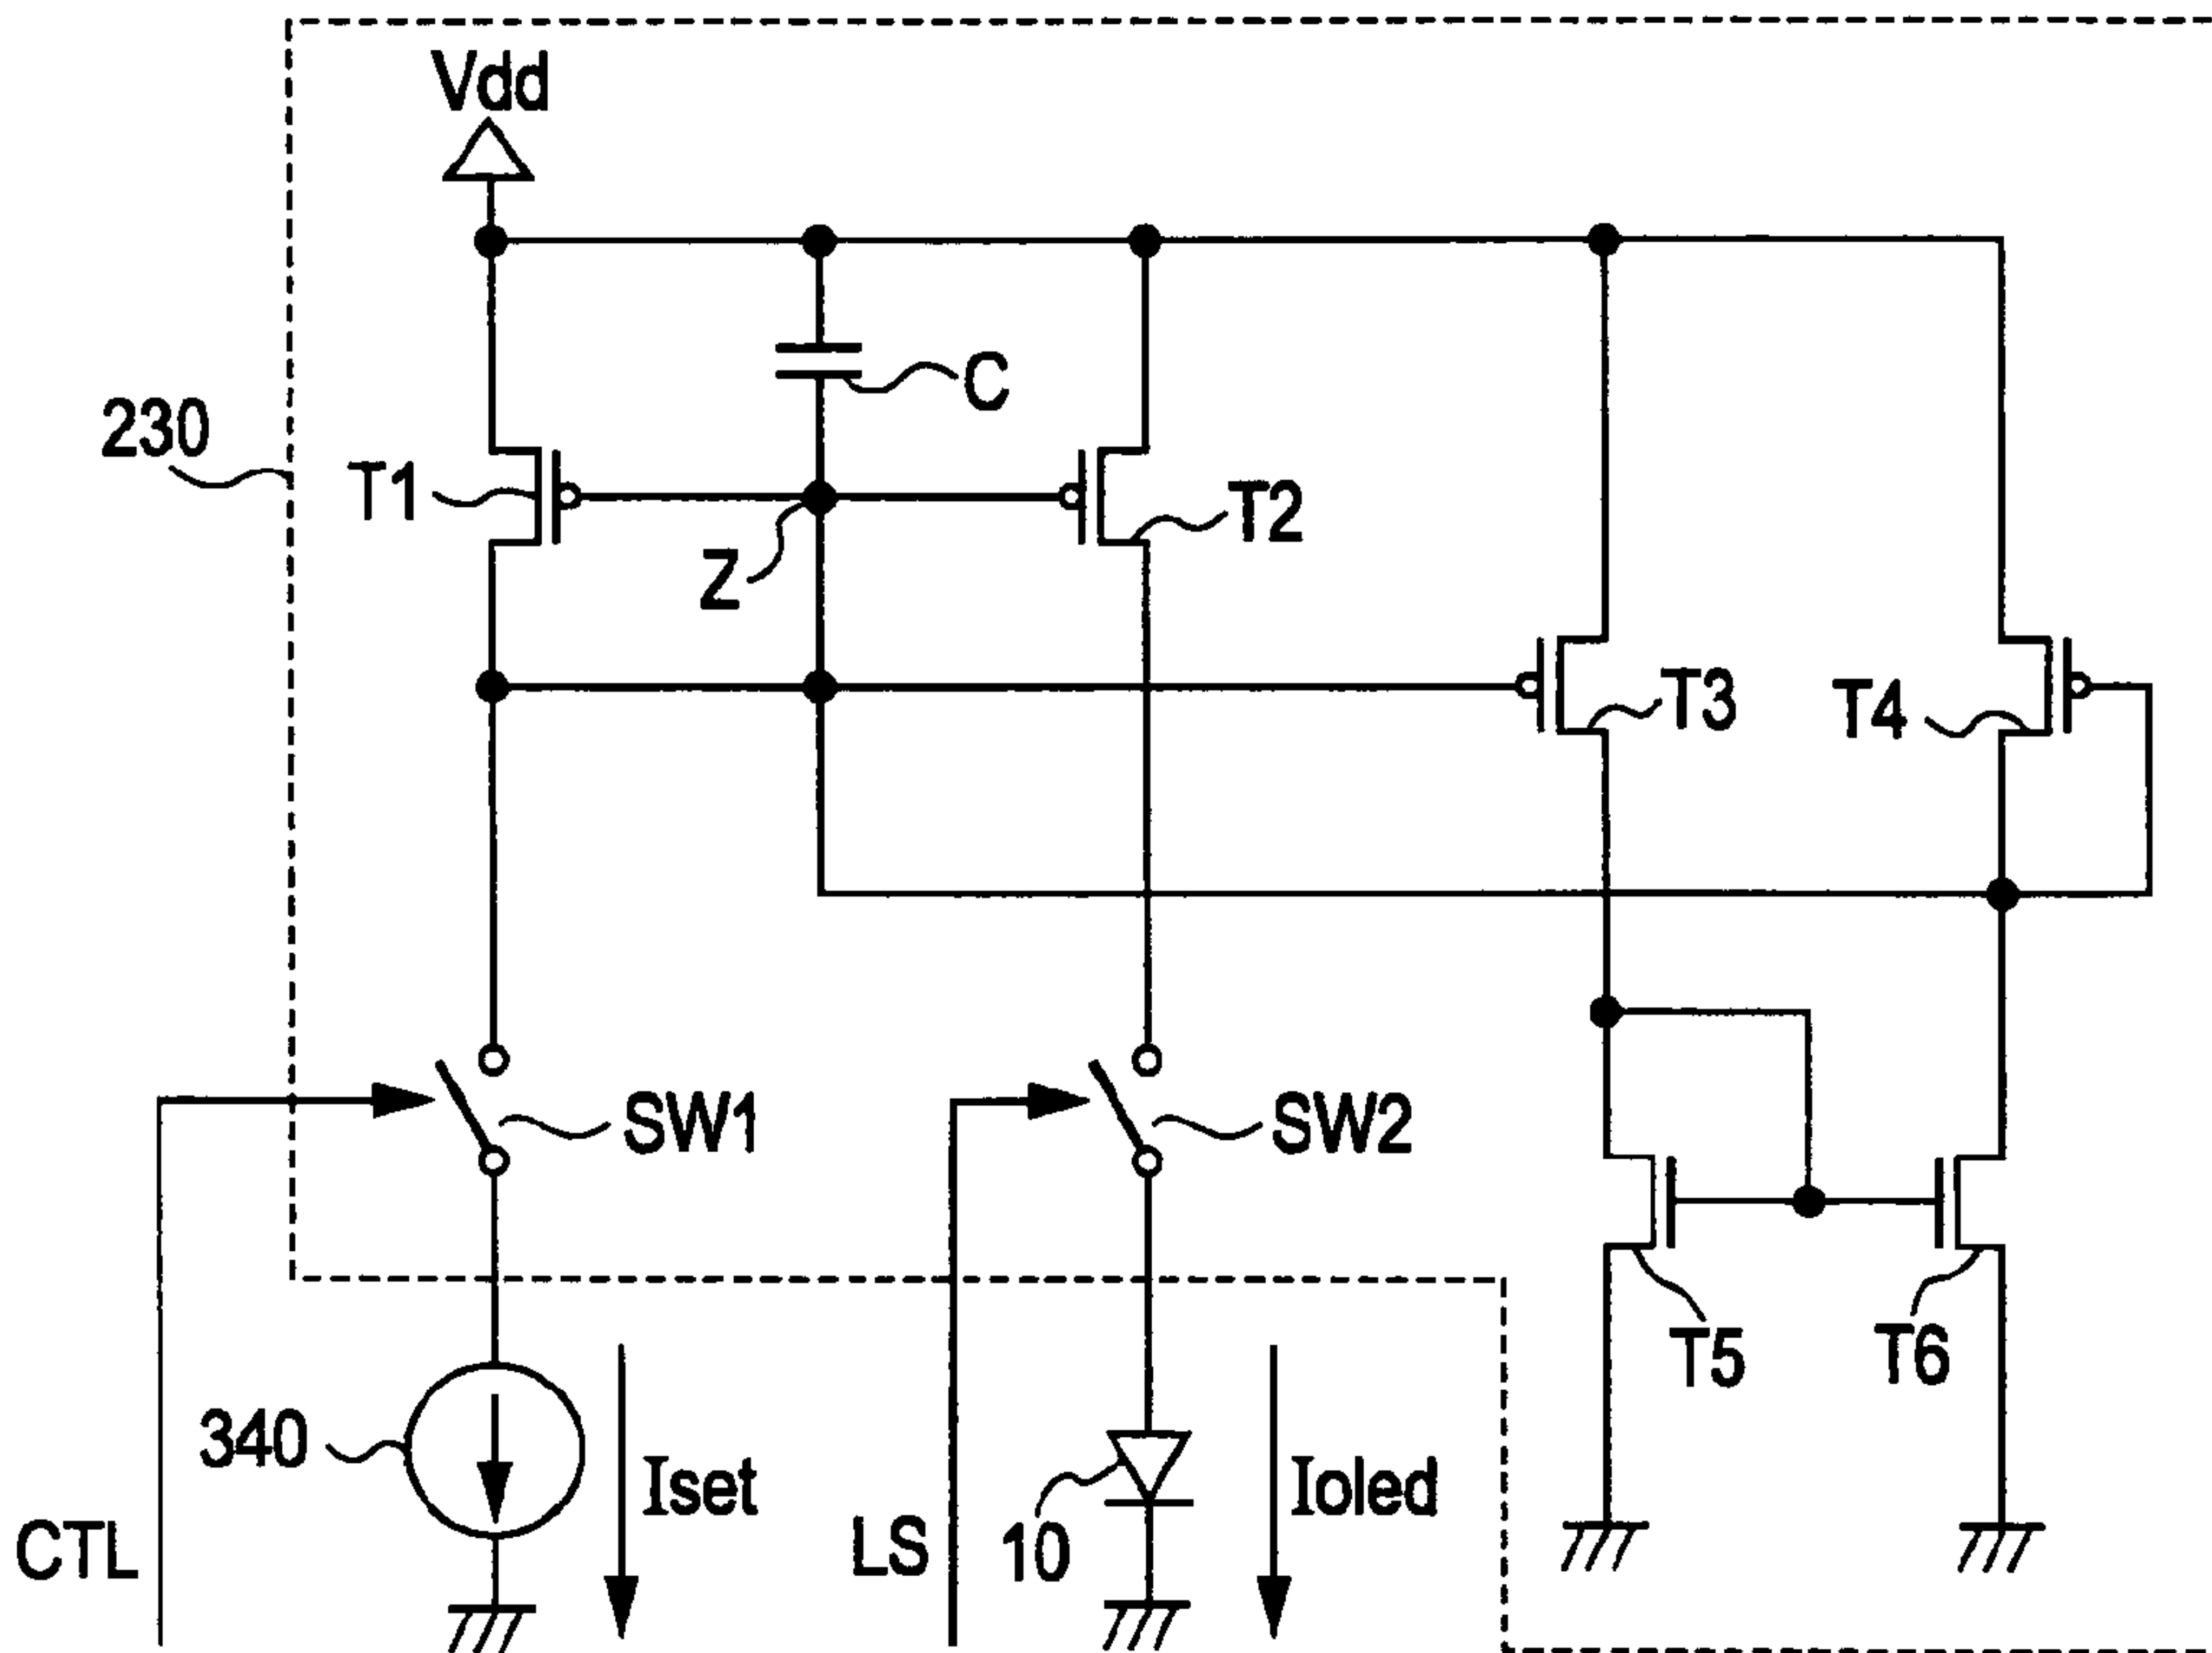 Vdd
230
C
T1
T2
Z
T3
T4
SW1
SW2
T5
T6
340
Iset
Ioled
CTL
LS
10